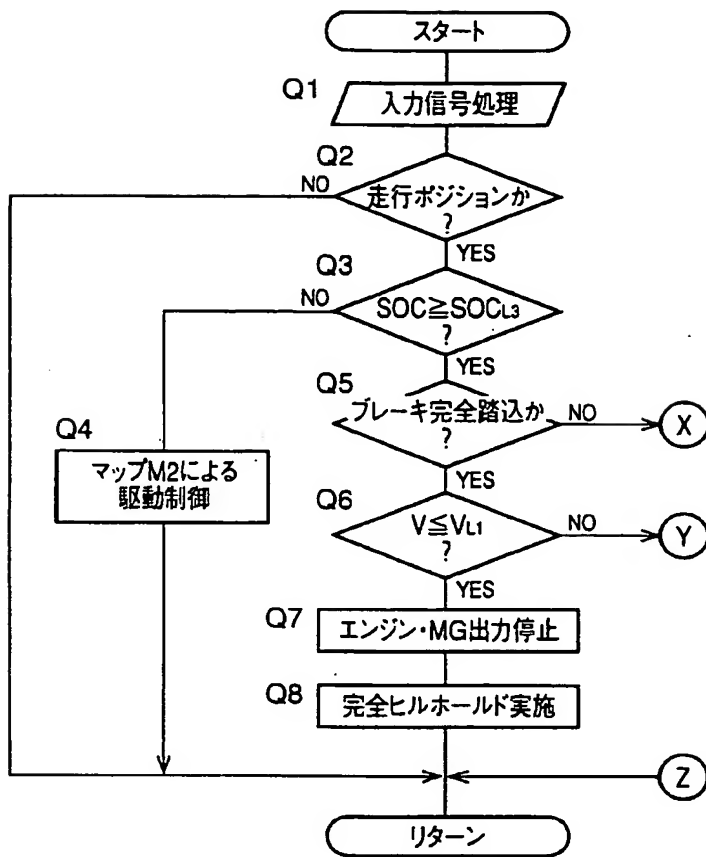 スタート
Q1
入力信号処理
Q2
NO
走行ポジションか
?
YES
Q3
NO
SOC≧SOCL3
?
YES
Q5
ブレーキ完全踏込か
?
NO
X
YES
Q4
マップM2による
駆動制御
Q6
V≦VL1
?
NO
Y
YES
Q7
エンジン・MG出力停止
Q8
完全ヒルホールド実施
Z
リターン